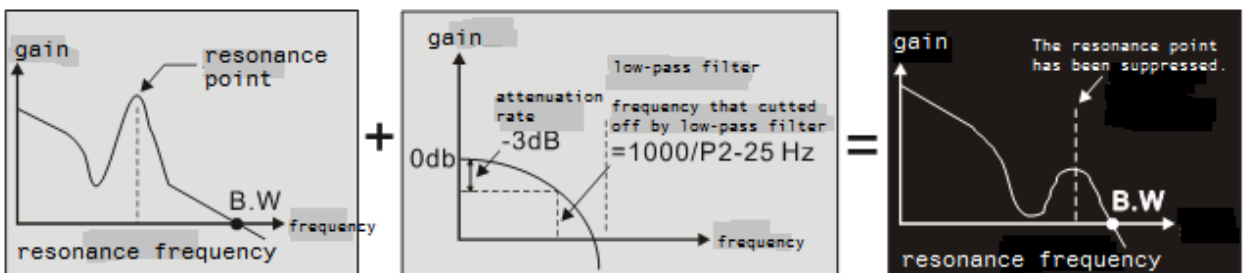 gain
resonance
point
B.W
frequency
resonance frequency
+
gain
low-pass filter
attenuation
rate
-3dB
frequency that cutted
off by low-pass filter
=1000/P2-25 Hz
0db
frequency
=
gain
The resonance point
has been suppressed.
B.W
resonance frequency